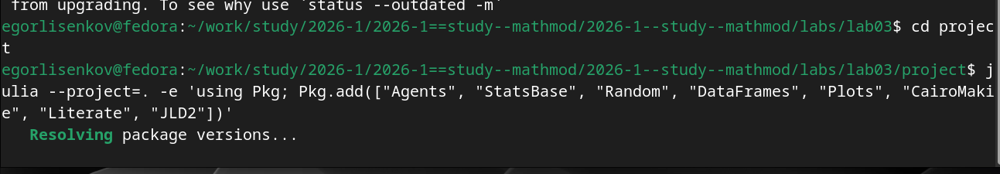 from upgrading. To see why use `status --outdated -m`
egorlisenkov@fedora:~/work/study/2026-1/2026-1==study--mathmod/2026-1--study--mathmod/labs/lab03$ cd projec
t
egorlisenkov@fedora:~/work/study/2026-1/2026-1==study--mathmod/2026-1--study--mathmod/labs/lab03/project$ j
ulia --project=. -e 'using Pkg; Pkg.add(["Agents", "StatsBase", "Random", "DataFrames", "Plots", "CairoMaki
e", "Literate", "JLD2"])'
Resolving package versions...